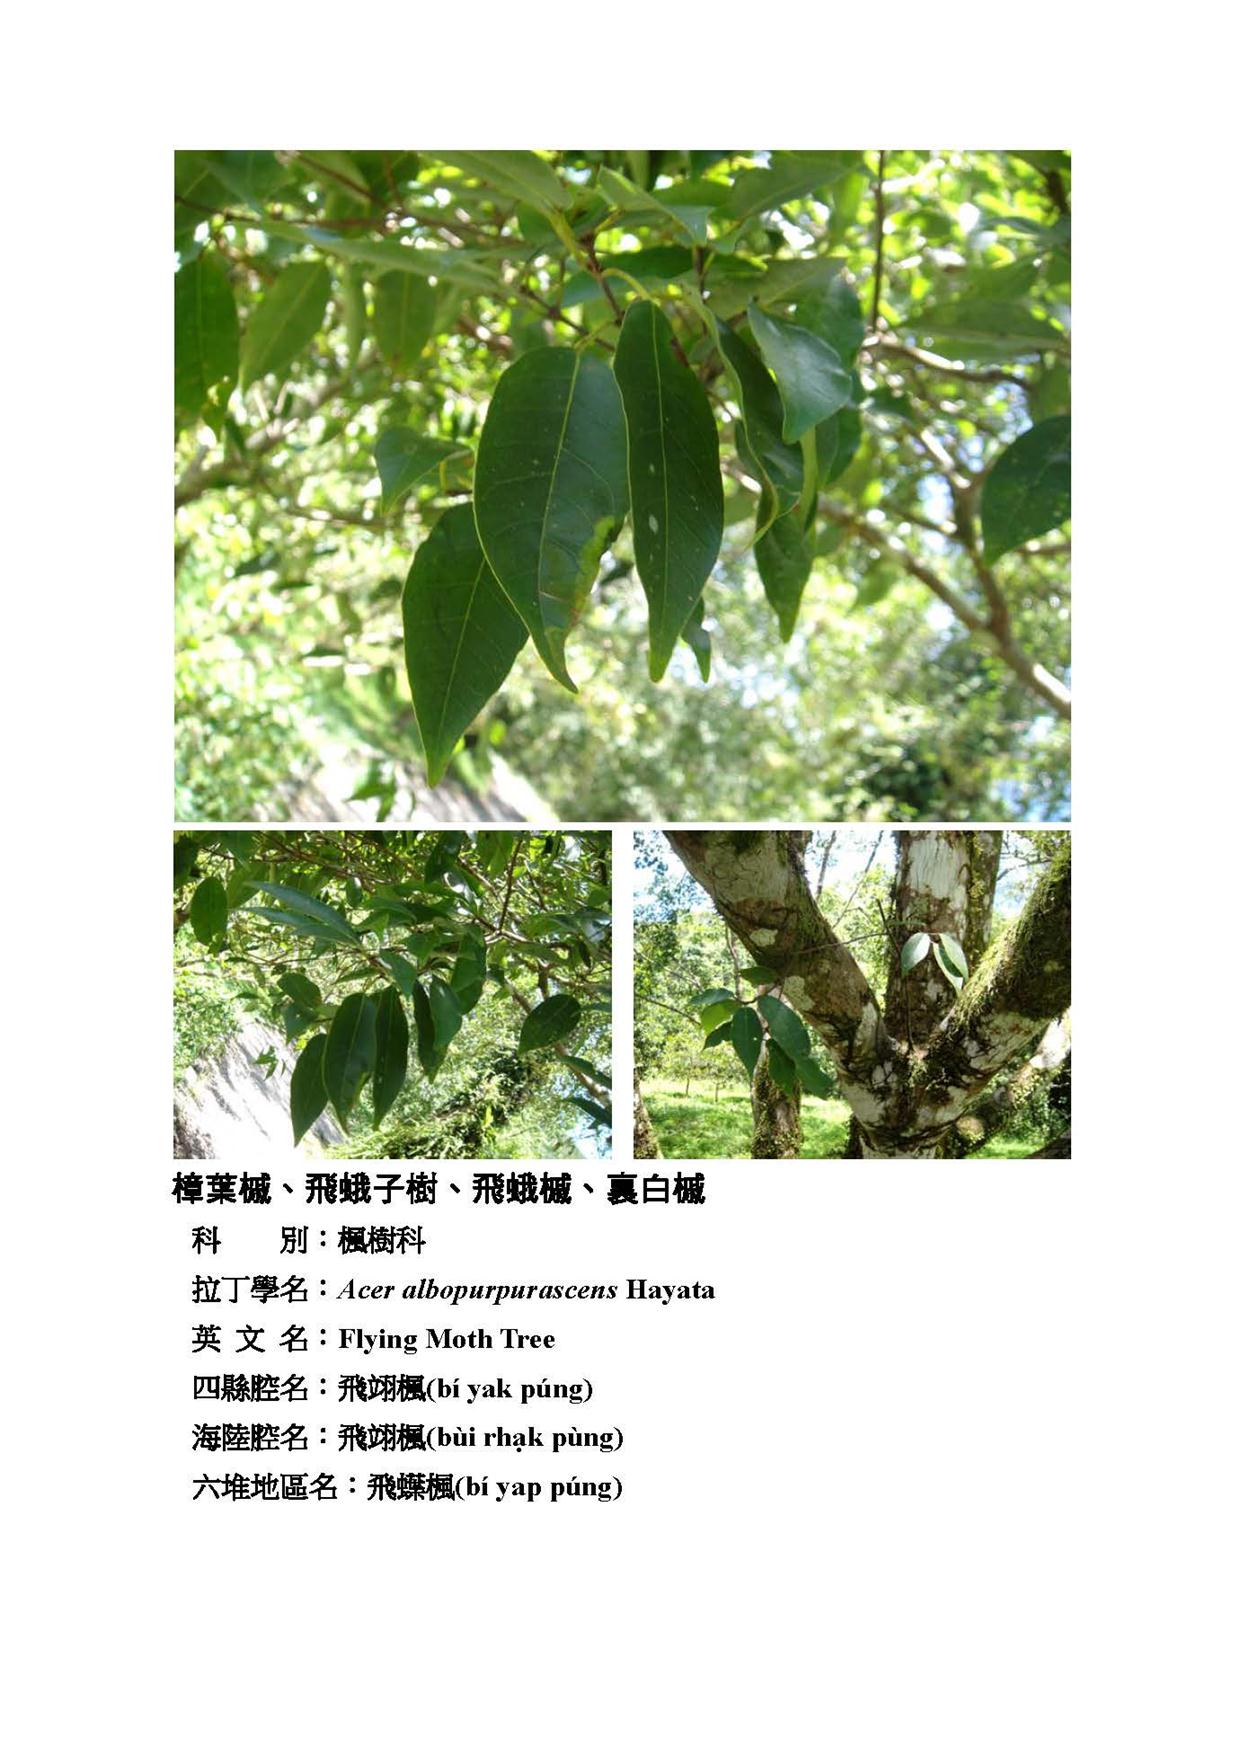 樟葉槭、飛蛾子樹、飛蛾槭、裏白槭
科　　別：楓樹科
拉丁學名：Acer albopurpurascens Hayata
英 文 名：Flying Moth Tree
四縣腔名：飛翊楓(bí yak púng)
海陸腔名：飛翊楓(bùi rhạk pùng)
六堆地區名：飛蝶楓(bí yap púng)